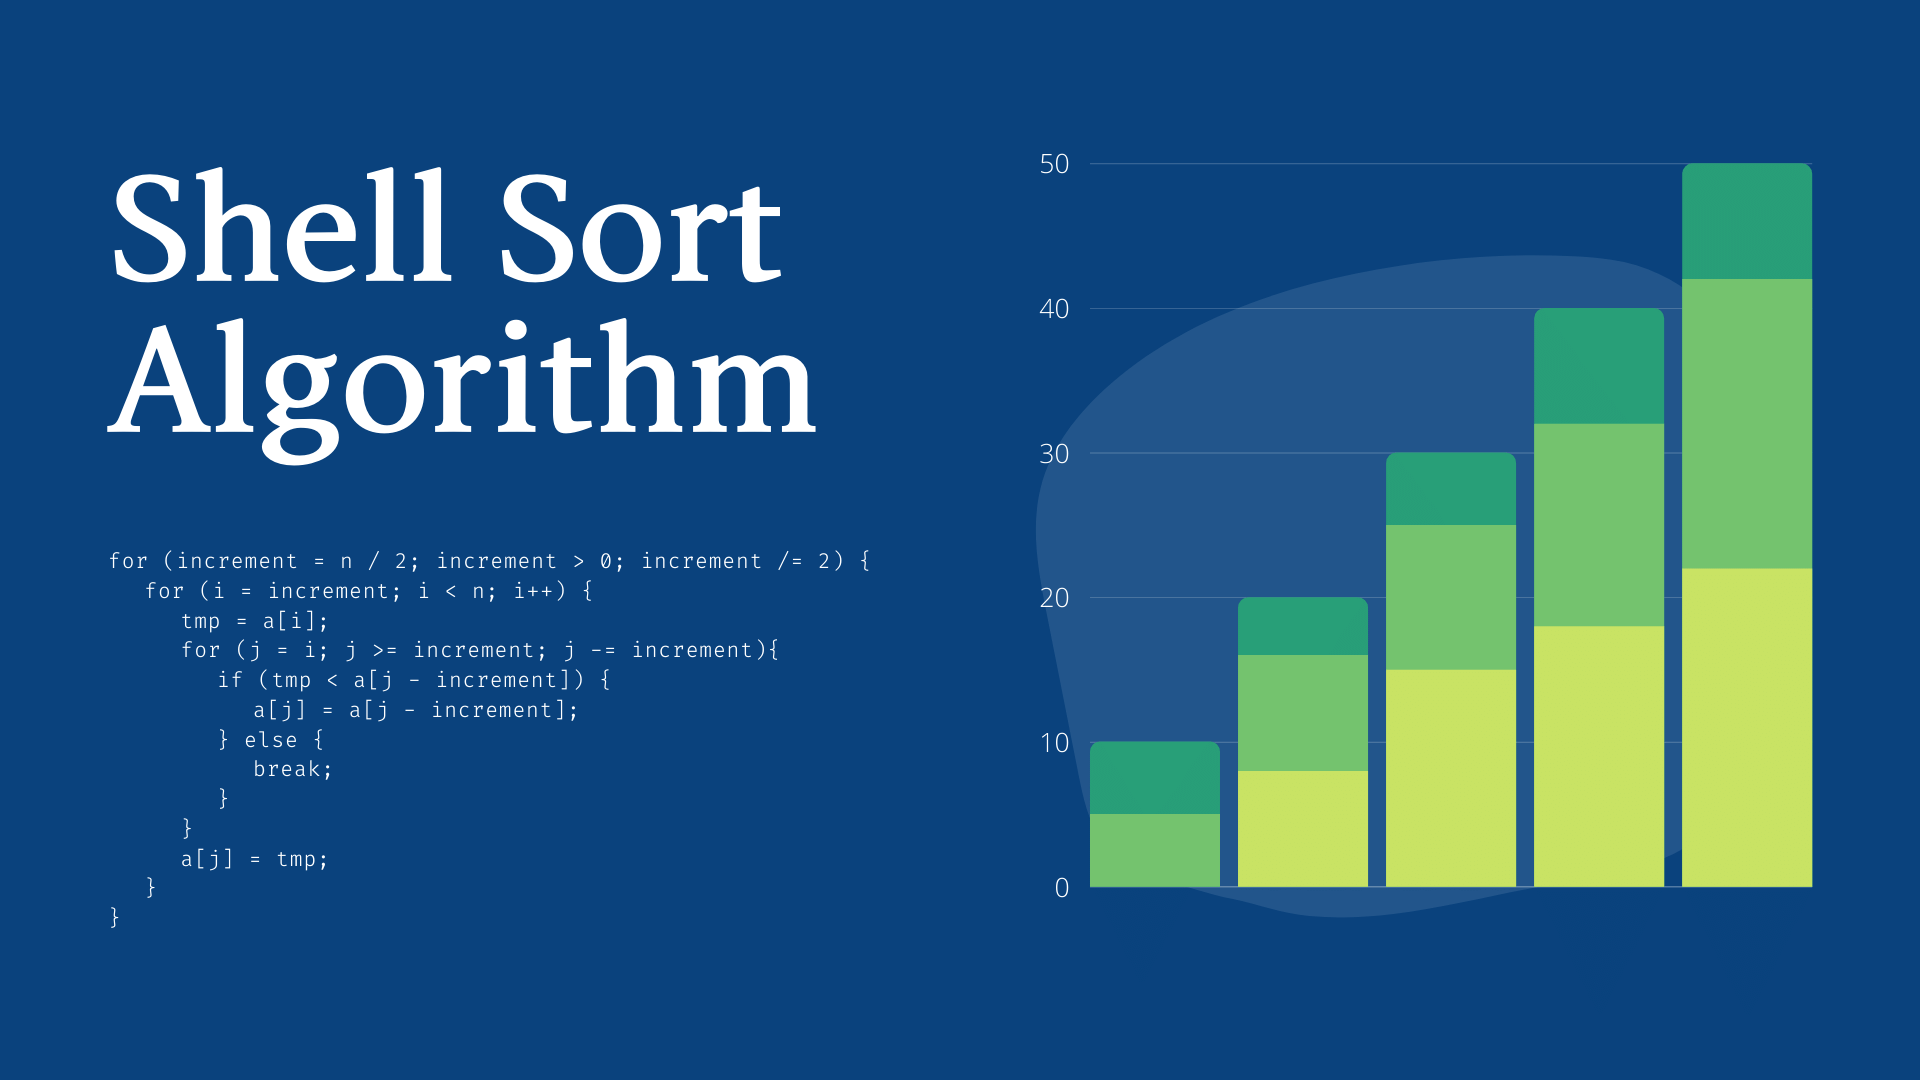 Shell Sort
Algorithm
for (increment = n / 2; increment > 0; increment /= 2) {
   for (i = increment; i < n; i++) {
      tmp = a[i];
      for (j = i; j >= increment; j -= increment){
         if (tmp < a[j - increment]) {
            a[j] = a[j - increment];
         } else {
            break;
         }
      }
      a[j] = tmp;
   }
}
50
40
30
20
10
0